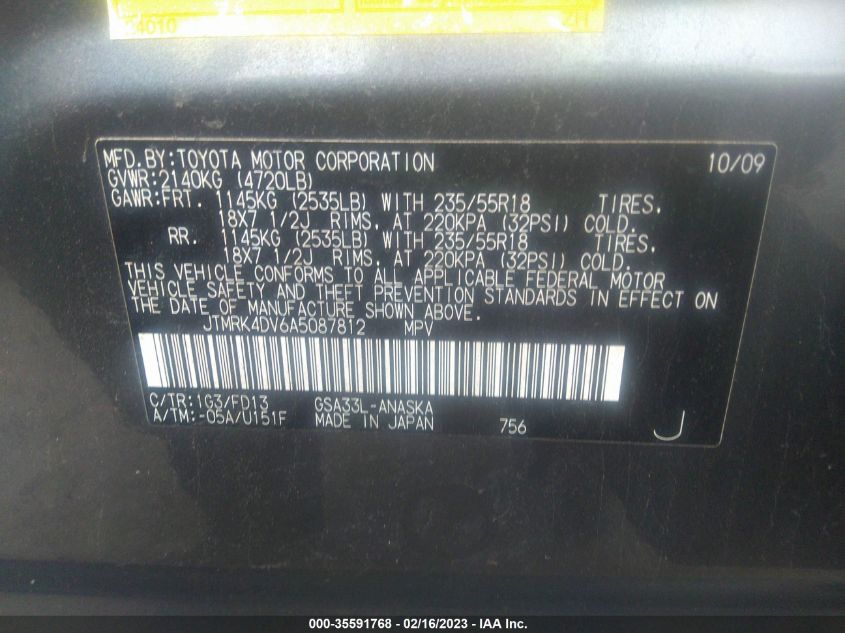 24H
MFD.BY:TOYOTA MOTOR CORPORATION 10/09
GVWR:2140KG (4720LB)
GAWR:FRT. 1145KG (2535LB) WITH 235/55R18 TIRES.
18X7 1/2J RIMS, AT 220KPA (32PSI) COLD.
RR. 1145KG (2535LB) WITH 235/55R18 TIRES.
18X7 1/2J RIMS, AT 220KPA (32PSI) COLD.
THIS VEHICLE CONFORMS TO ALL APPLICABLE FEDERAL MOTOR
VEHICLE SAFETY AND THEFT PREVENTION STANDARDS IN EFFECT ON
THE DATE OF MANUFACTURE SHOWN ABOVE.
JTMRK4DV6A5087812 MPV
C/TR:1G3/FD13 GSA33L-ANASKA
A/TM:-05A/U151F MADE IN JAPAN 756 J
000-35591768 - 02/16/2023 - IAA Inc.